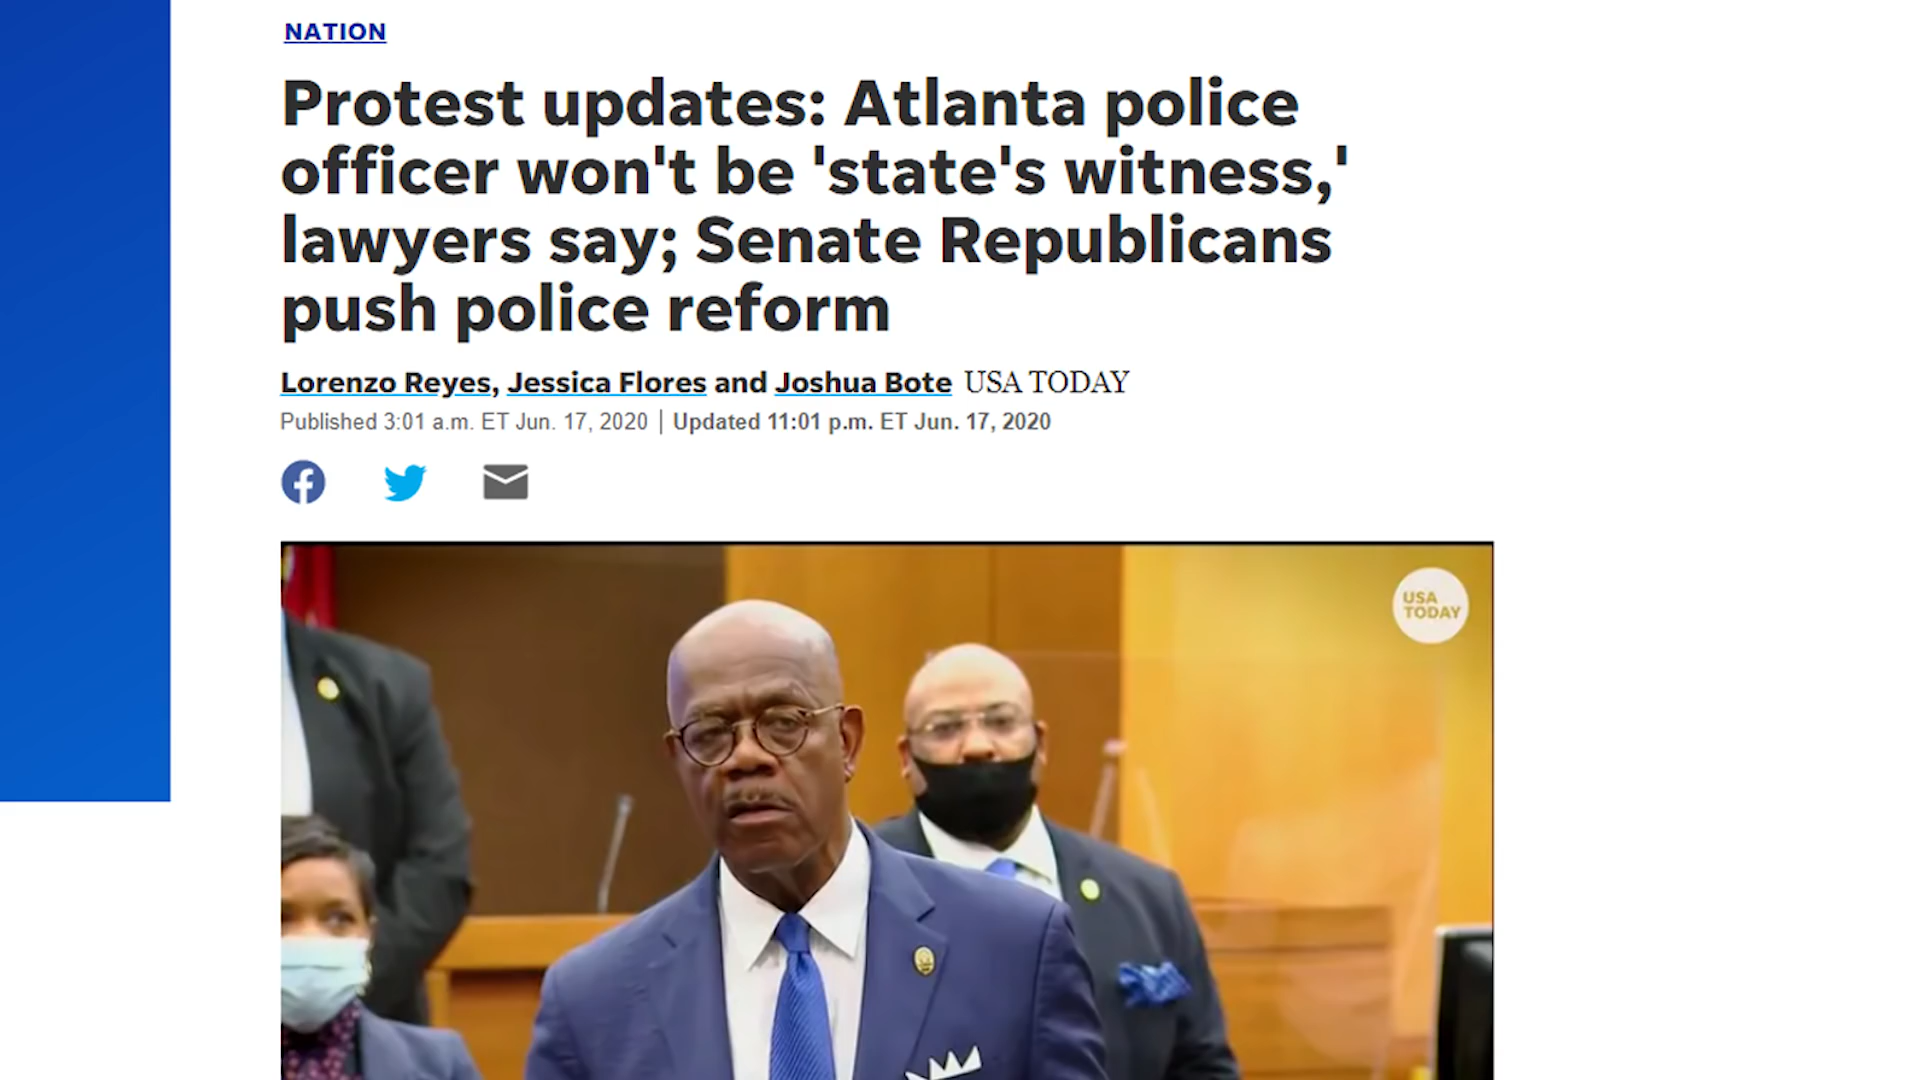 NATION
Protest updates: Atlanta police
officer won't be 'state's witness,'
lawyers say; Senate Republicans
push police reform
Lorenzo Reyes, Jessica Flores and Joshua Bote USA TODAY
Published 3:01 a.m. ET Jun. 17, 2020 | Updated 11:01 p.m. ET Jun. 17, 2020
USA
TODAY